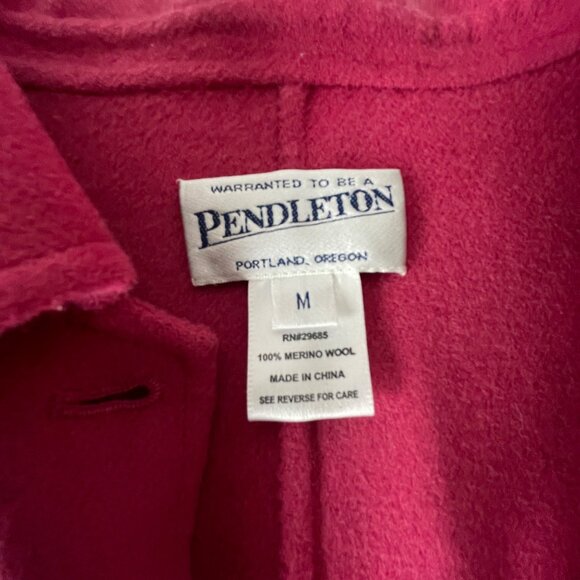 WARRANTED TO BE A
PENDLETON
PORTLAND, OREGON
M
RN#29685
100% MERINO WOOL
MADE IN CHINA
SEE REVERSE FOR CARE